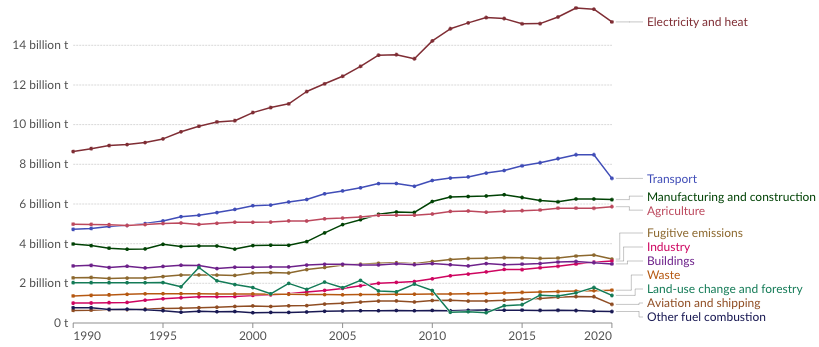 Electricity and heat
14 billion t
12 billion t
10 billion t
8 billion t
Transport
Manufacturing and construction
6 billion t
Agriculture
Fugitive emissions
4 billion t
Industry
Buildings
Waste
2 billion t
Land-use change and forestry
Aviation and shipping
Other fuel combustion
0 t
1990 1995 2000 2005 2010 2015 2020